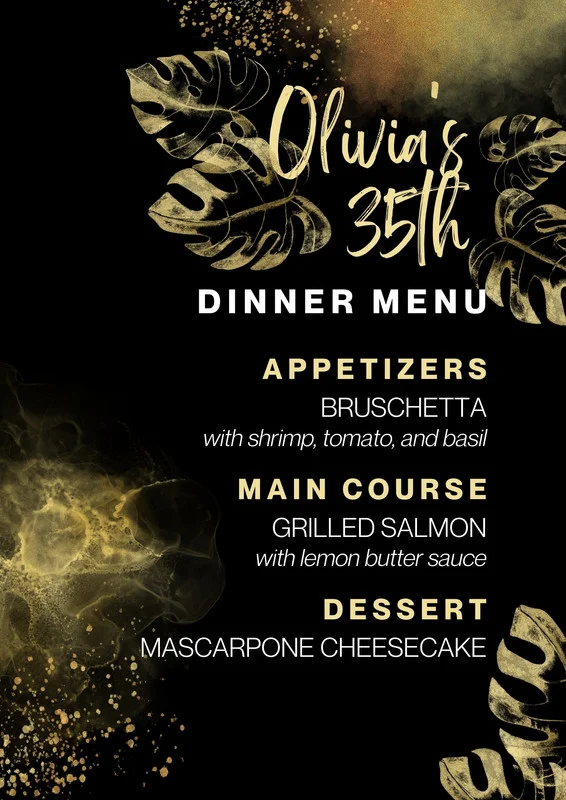 Olivia's
35th
DINNER MENU
APPETIZERS
BRUSCHETTA
with shrimp, tomato, and basil
MAIN COURSE
GRILLED SALMON
with lemon butter sauce
DESSERT
MASCARPONE CHEESECAKE